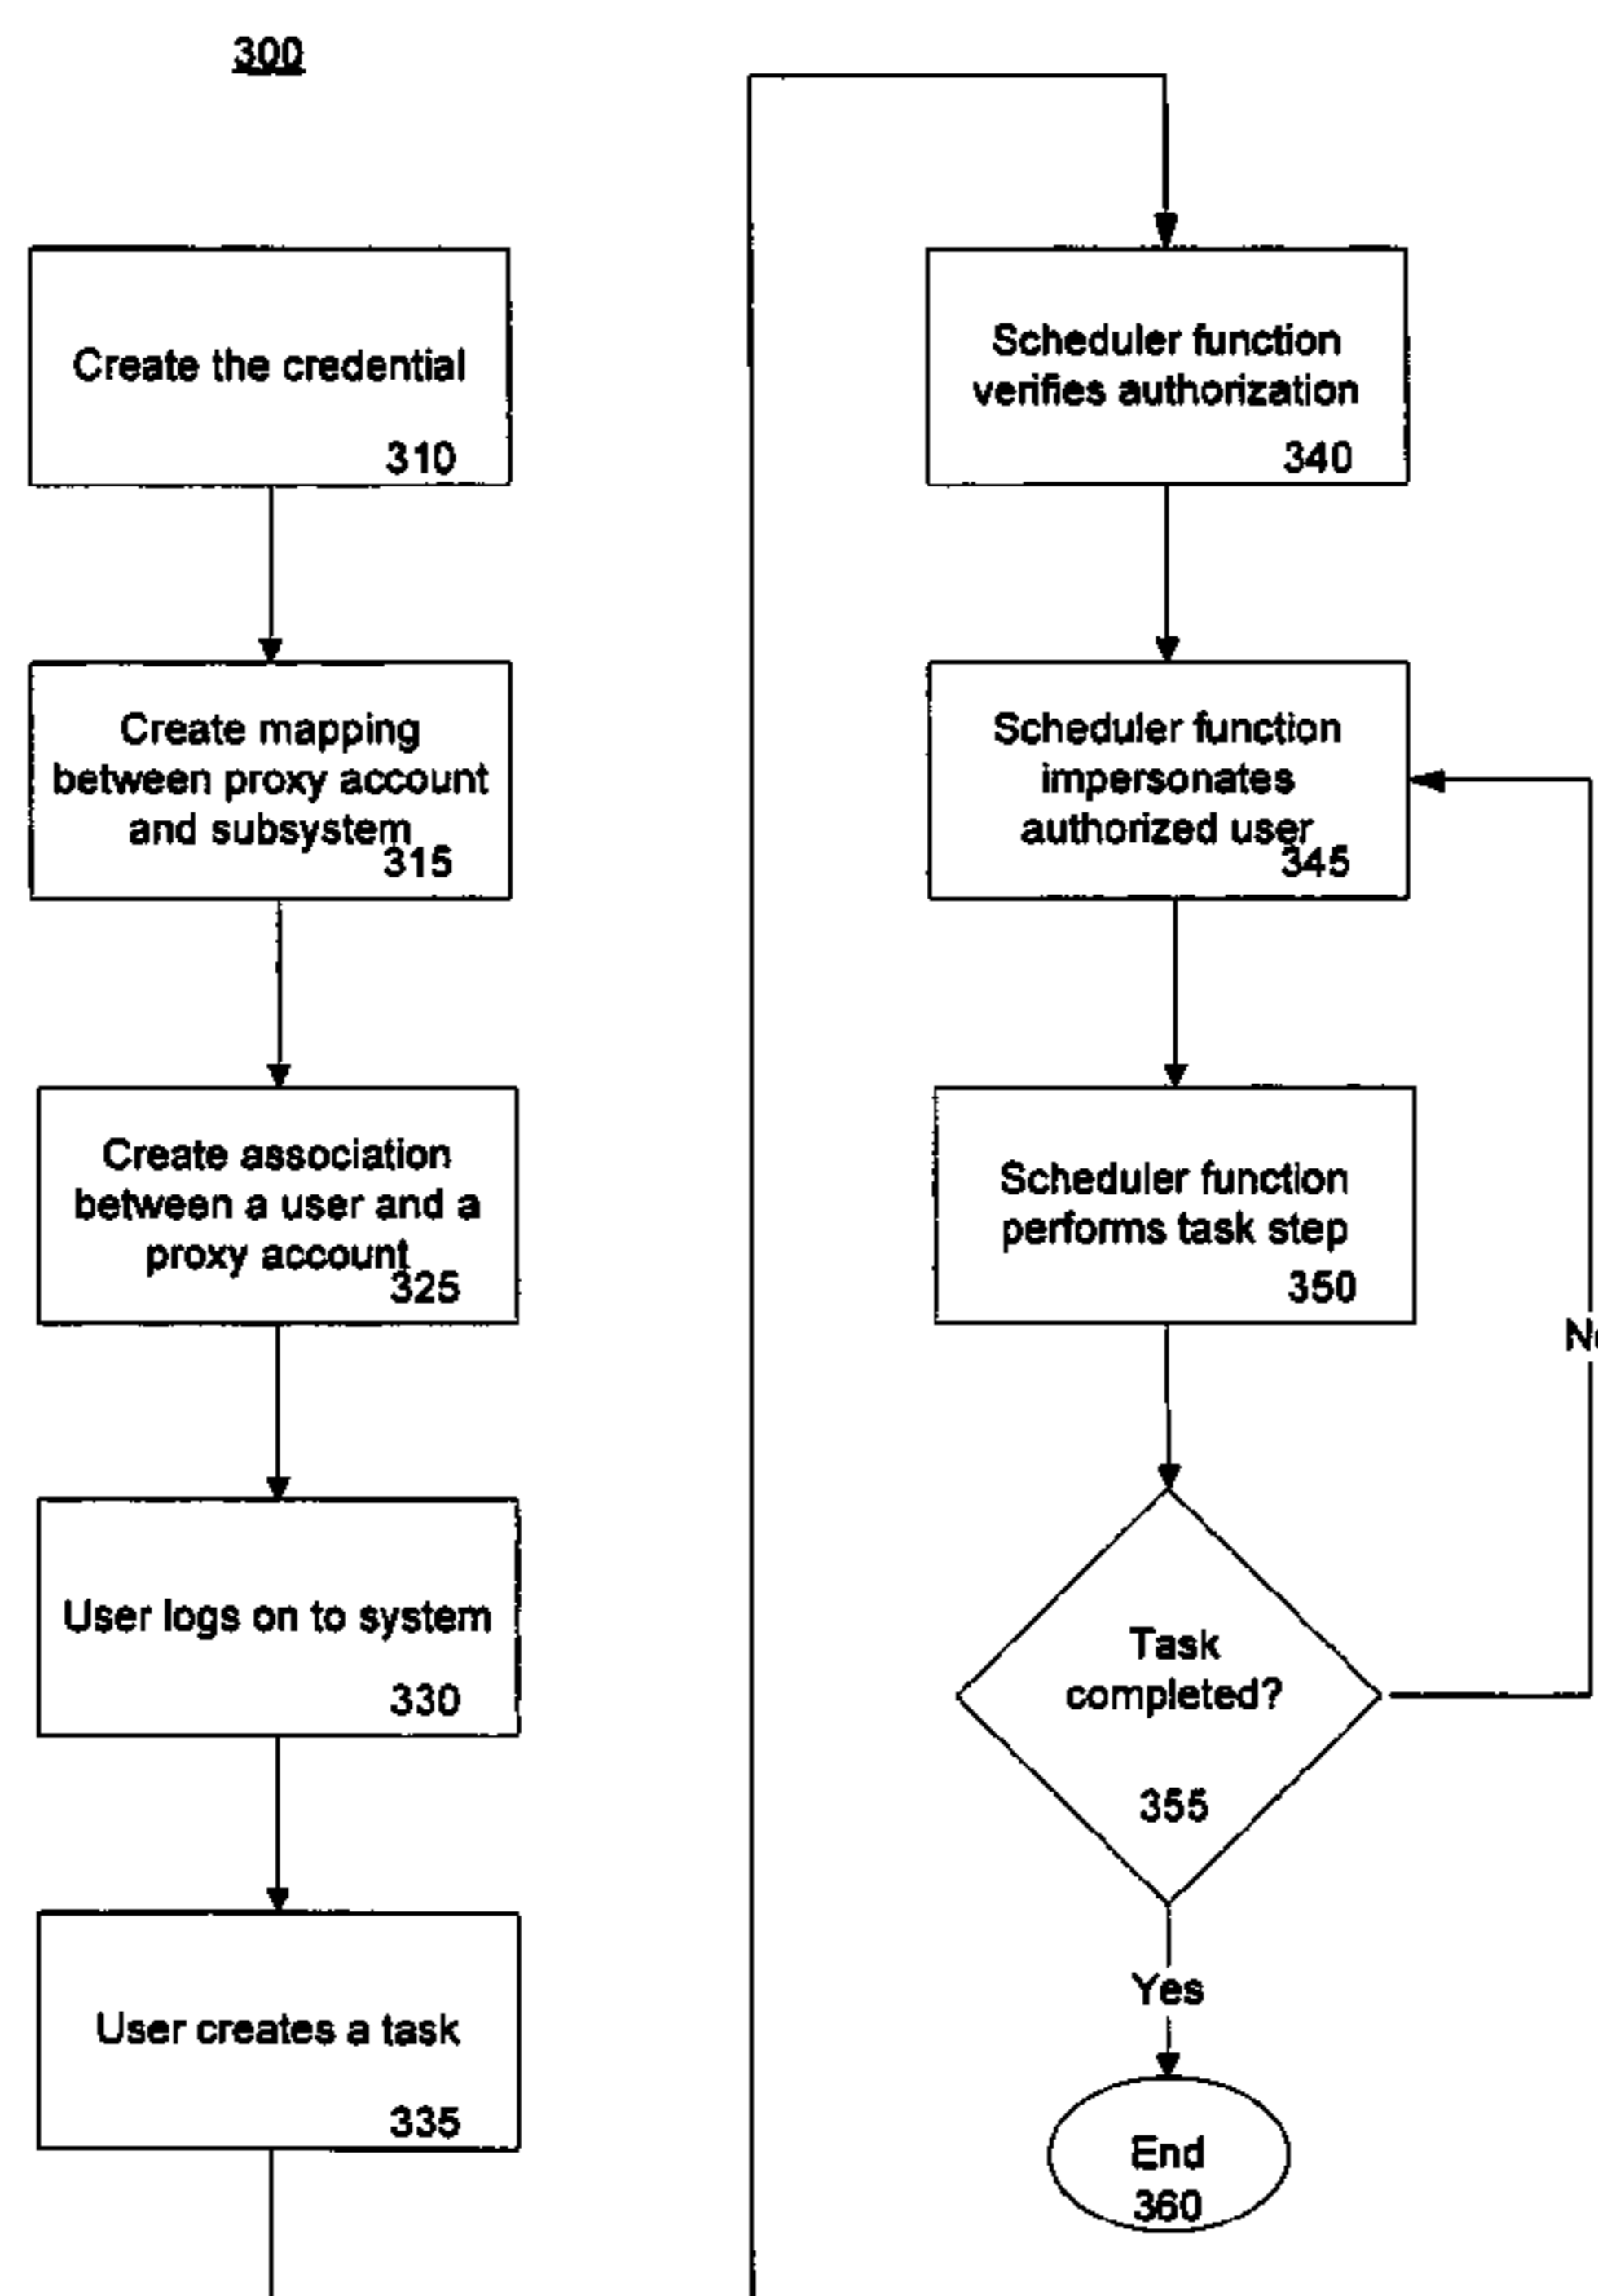 300
Create the credential
310
Create mapping
between proxy account
and subsystem
315
Create association
between a user and a
proxy account
325
User logs on to system
330
User creates a task
335
Scheduler function
verifies authorization
340
Scheduler function
impersonates
authorized user
345
Scheduler function
performs task step
350
Task
completed?
355
Yes
End
360